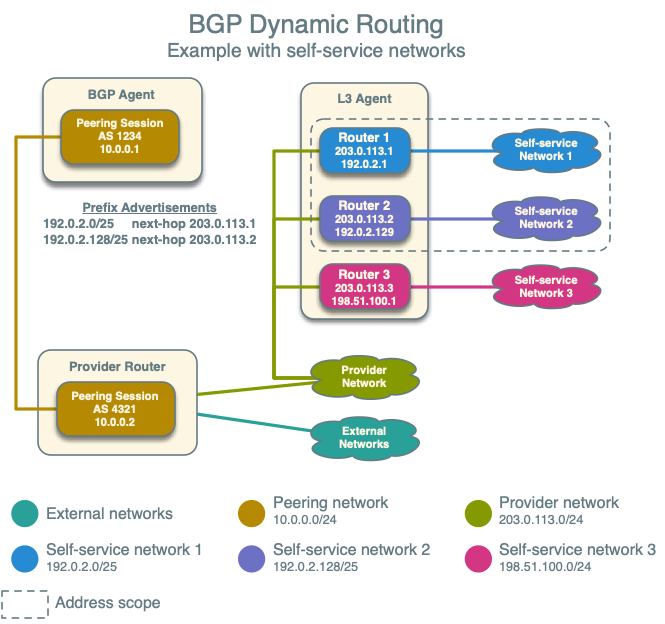 BGP Dynamic Routing
Example with self-service networks
BGP Agent
Peering Session
AS 1234
10.0.0.1
Prefix Advertisements
192.0.2.0/25 next-hop 203.0.113.1
192.0.2.128/25 next-hop 203.0.113.2
L3 Agent
Router 1
203.0.113.1
192.0.2.1
Self-service
Network 1
Router 2
203.0.113.2
192.0.2.129
Self-service
Network 2
Router 3
203.0.113.3
198.51.100.1
Self-service
Network 3
Provider Router
Peering Session
AS 4321
10.0.0.2
Provider
Network
External
Networks
External networks
Peering network
10.0.0.0/24
Provider network
203.0.113.0/24
Self-service network 1
192.0.2.0/25
Self-service network 2
192.0.2.128/25
Self-service network 3
198.51.100.0/24
Address scope